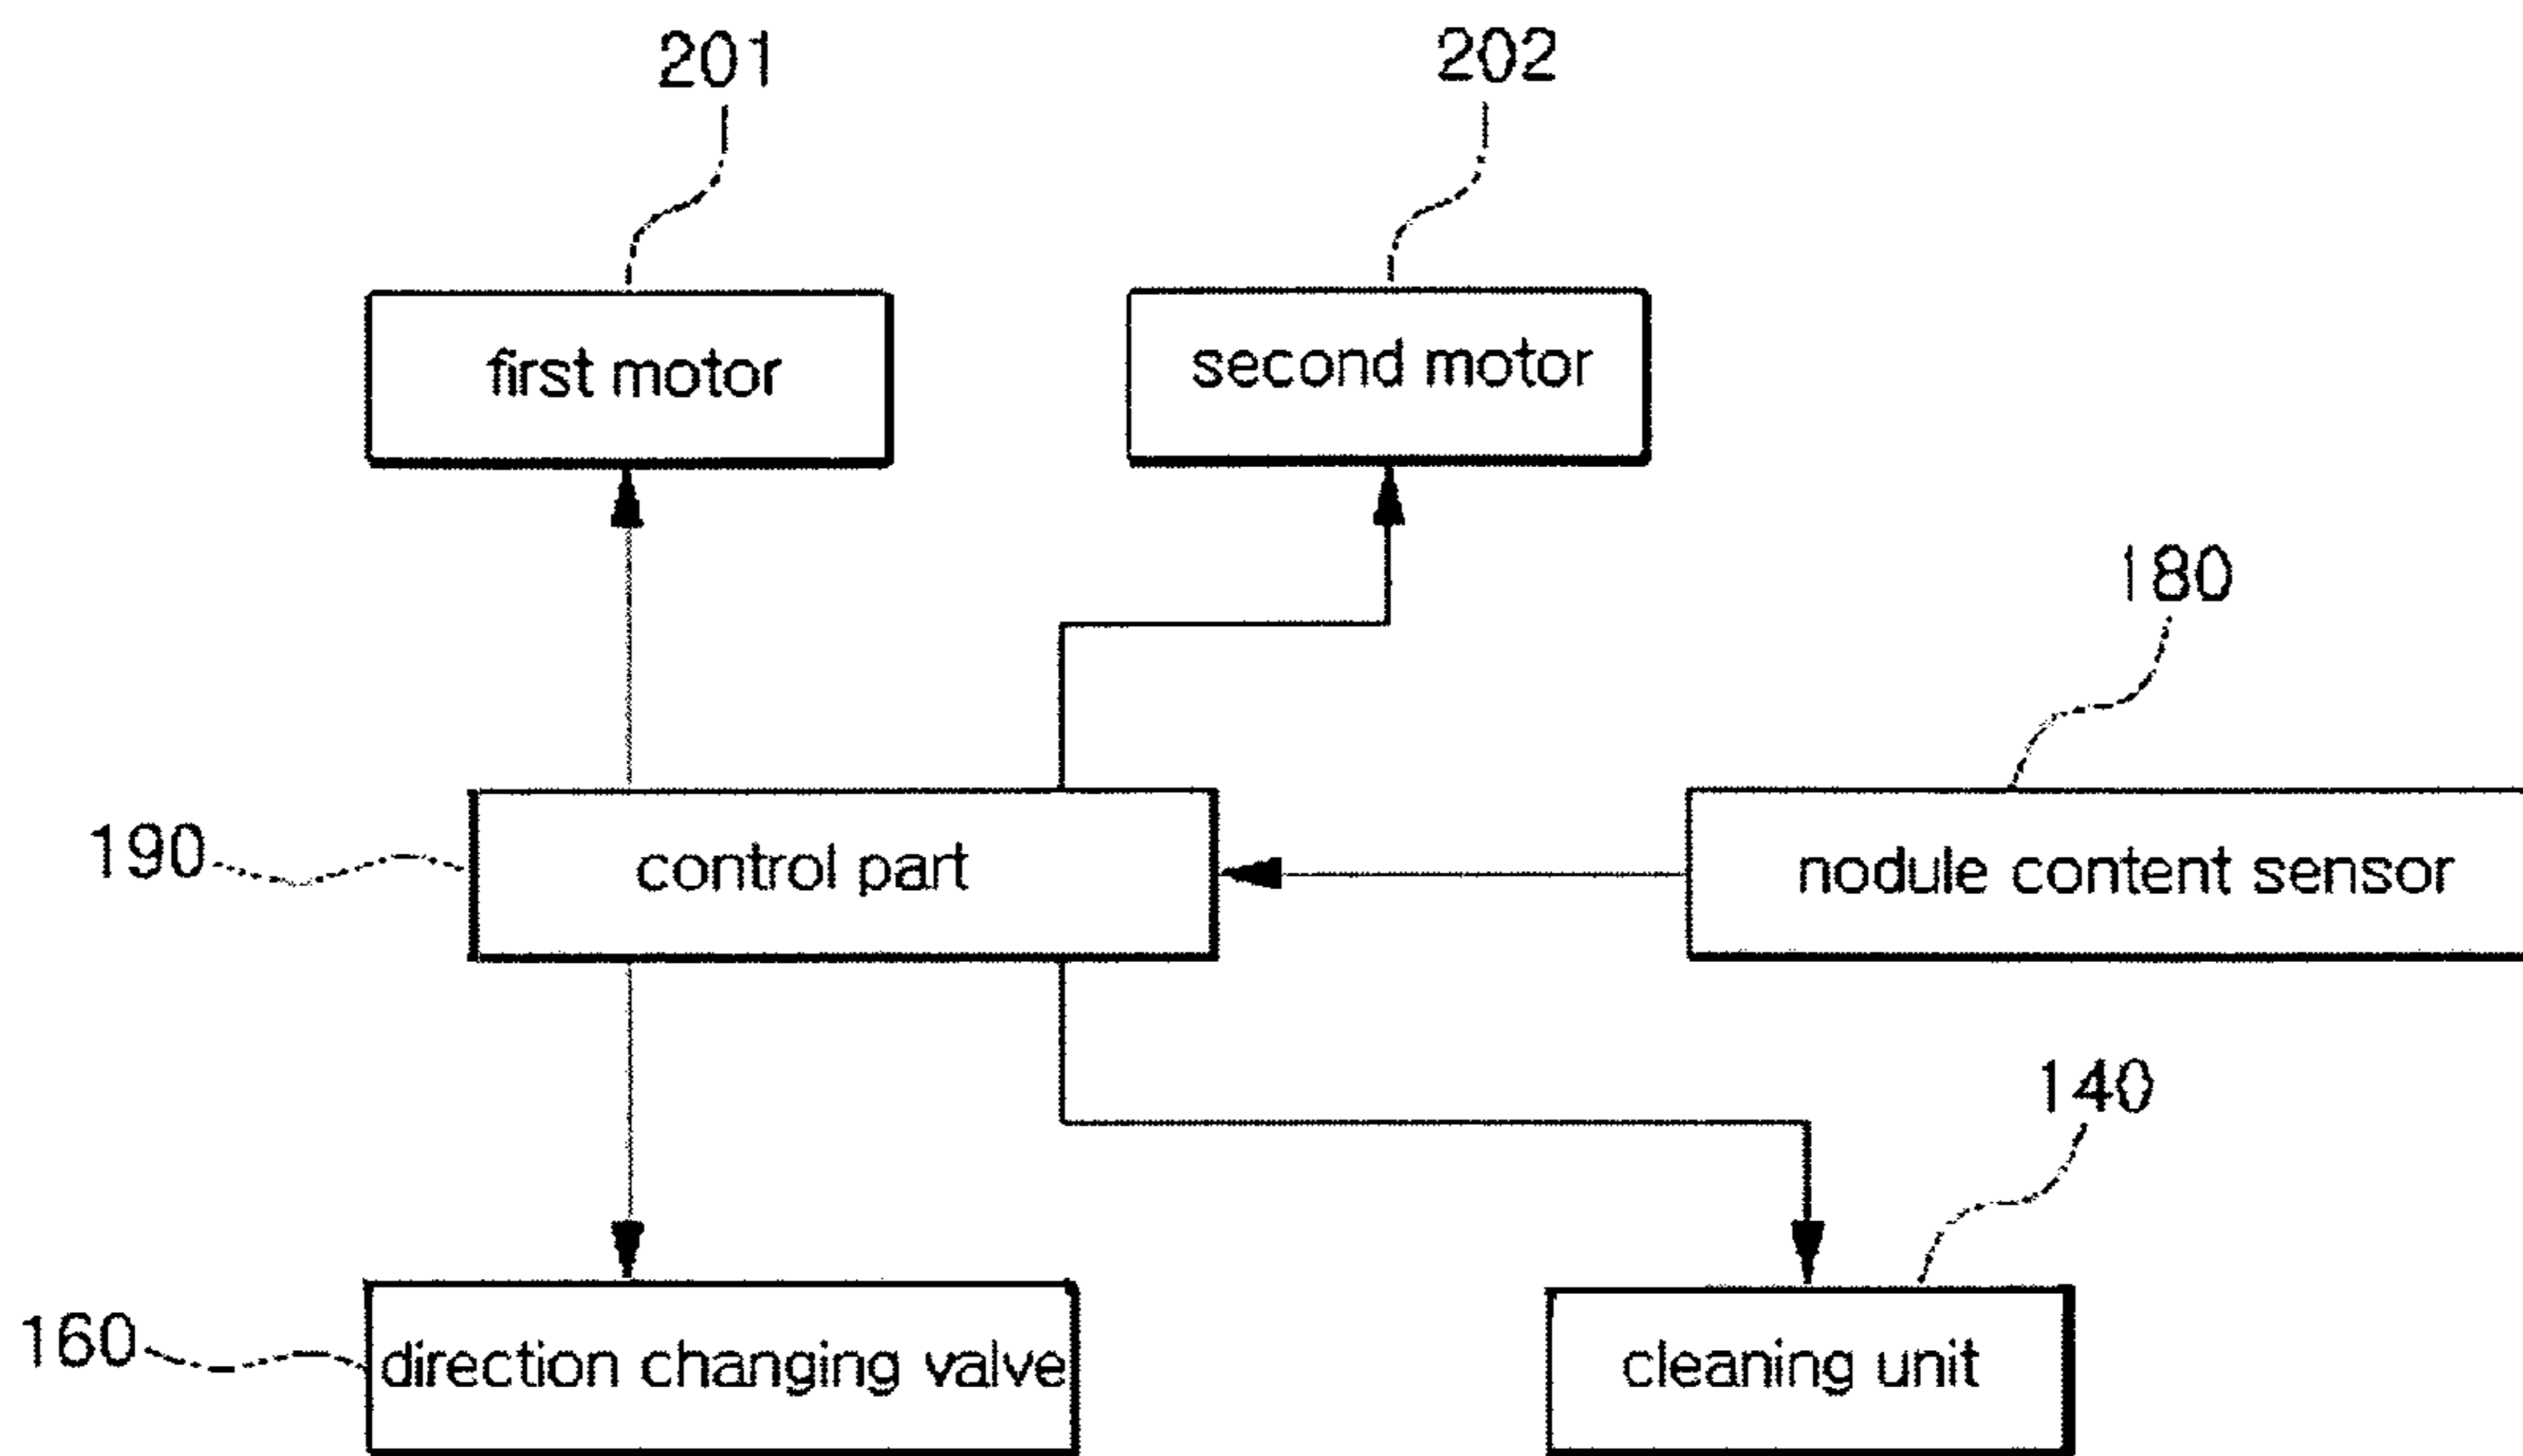 201
202
first motor
second motor
180
190
control part
nodule content sensor
140
160
direction changing valve
cleaning unit